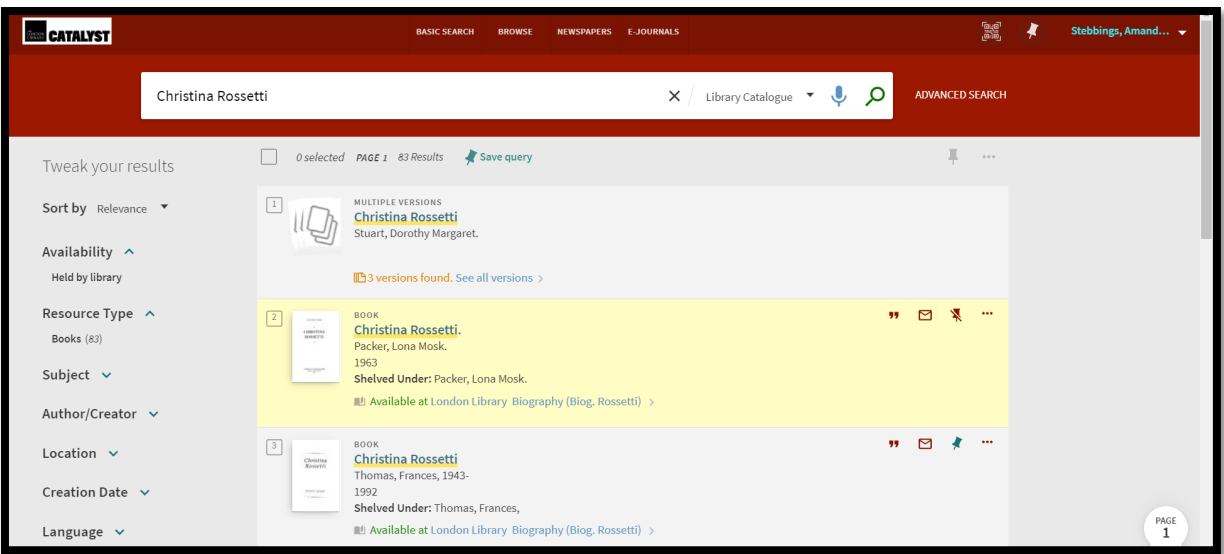 CATALYST
BASIC SEARCH BROWSE NEWSPAPERS E-JOURNALS
Stebbings, Amand...
Christina Rossetti
Library Catalogue
ADVANCED SEARCH
Tweak your results
0 selected PAGE 1 83 Results Save query
Sort by Relevance
Availability
Held by library
Resource Type
Books (83)
Subject
Author/Creator
Location
Creation Date
Language
1
MULTIPLE VERSIONS
Christina Rossetti
Stuart, Dorothy Margaret.
3 versions found. See all versions
2
BOOK
Christina Rossetti.
Packer, Lona Mosk.
1963
Shelved Under: Packer, Lona Mosk.
Available at London Library Biography (Biog. Rossetti)
3
Christina
Rossetti
BOOK
Christina Rossetti
Thomas, Frances, 1943-
1992
Shelved Under: Thomas, Frances,
Available at London Library Biography (Biog. Rossetti)
PAGE
1